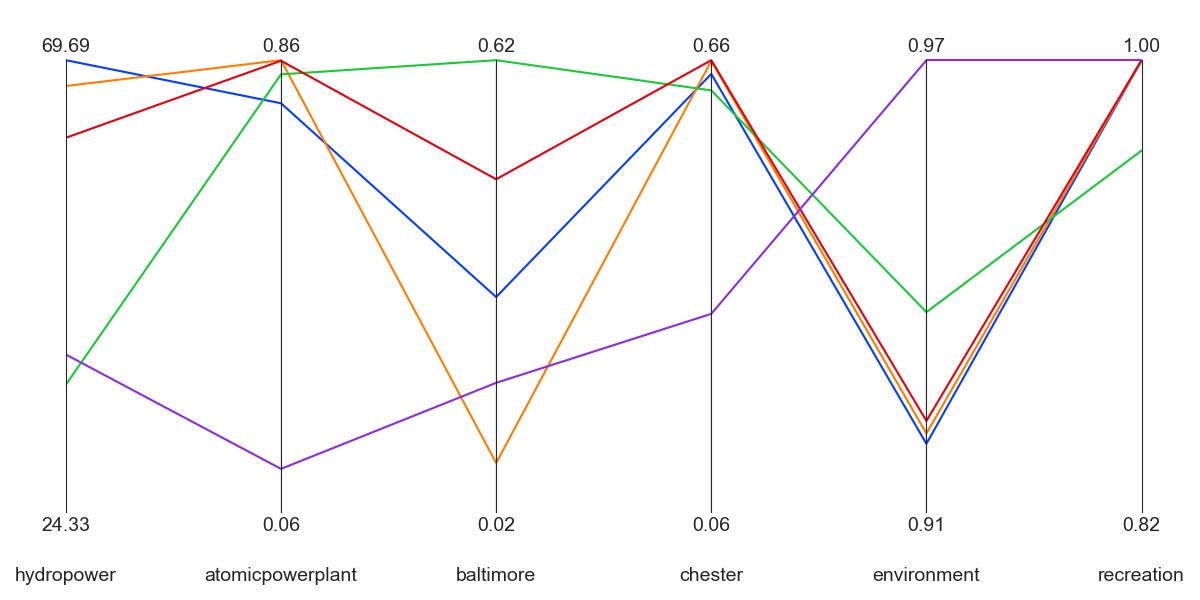 69.69 0.86 0.62 0.66 0.97 1.00
24.33 0.06 0.02 0.06 0.91 0.82
hydropower atomicpowerplant baltimore chester environment recreation